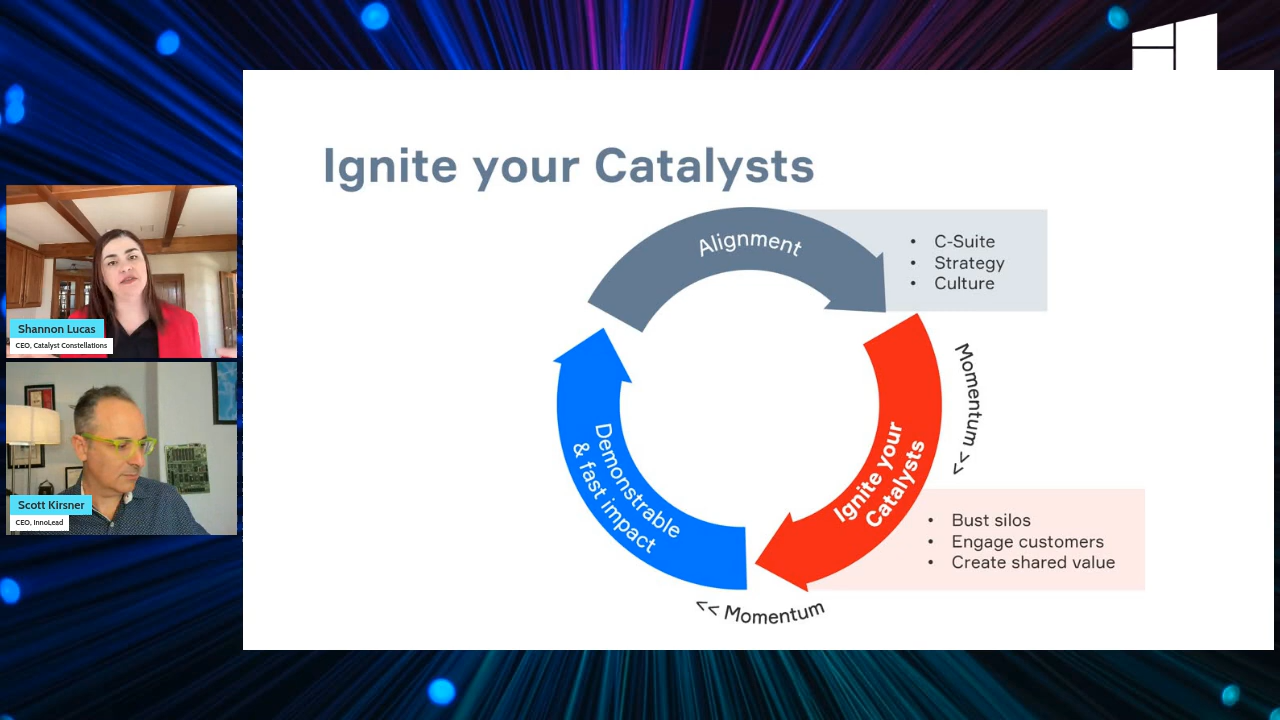 Ignite your Catalysts
Alignment
• C-Suite
• Strategy
• Culture
Momentum >>
Ignite your
Catalysts
• Bust silos
• Engage customers
• Create shared value
<< Momentum
Demonstrable
& fast impact
Shannon Lucas
CEO, Catalyst Constellations
Scott Kirsner
CEO, InnoLead